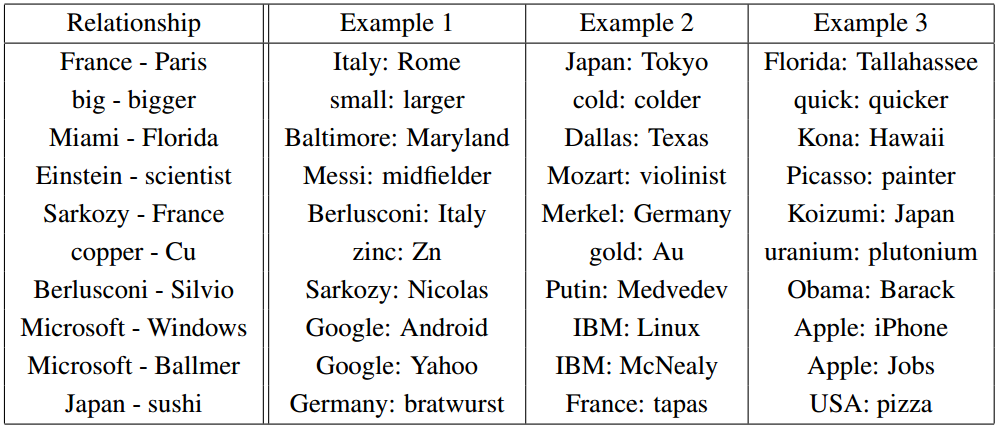 Relationship Example 1 Example 2 Example 3
France - Paris Italy: Rome Japan: Tokyo Florida: Tallahassee
big - bigger small: larger cold: colder quick: quicker
Miami - Florida Baltimore: Maryland Dallas: Texas Kona: Hawaii
Einstein - scientist Messi: midfielder Mozart: violinist Picasso: painter
Sarkozy - France Berlusconi: Italy Merkel: Germany Koizumi: Japan
copper - Cu zinc: Zn gold: Au uranium: plutonium
Berlusconi - Silvio Sarkozy: Nicolas Putin: Medvedev Obama: Barack
Microsoft - Windows Google: Android IBM: Linux Apple: iPhone
Microsoft - Ballmer Google: Yahoo IBM: McNealy Apple: Jobs
Japan - sushi Germany: bratwurst France: tapas USA: pizza